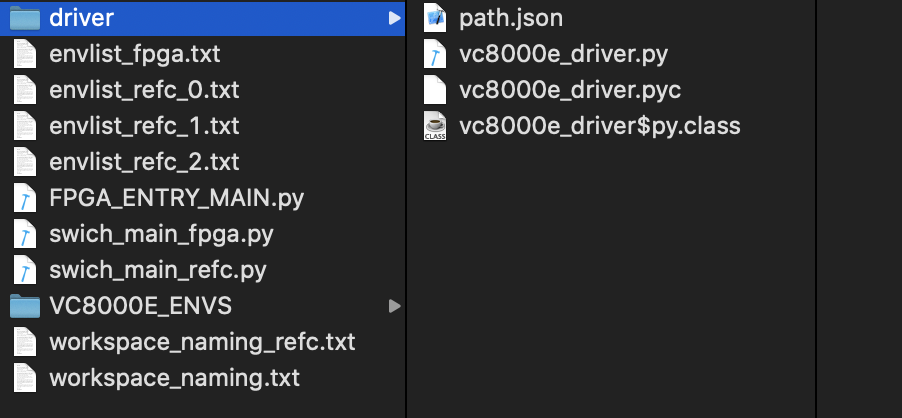 driver
envlist_fpga.txt
envlist_refc_0.txt
envlist_refc_1.txt
envlist_refc_2.txt
FPGA_ENTRY_MAIN.py
swich_main_fpga.py
swich_main_refc.py
VC8000E_ENVS
workspace_naming_refc.txt
workspace_naming.txt
path.json
vc8000e_driver.py
vc8000e_driver.pyc
CLASS
vc8000e_driver$py.class